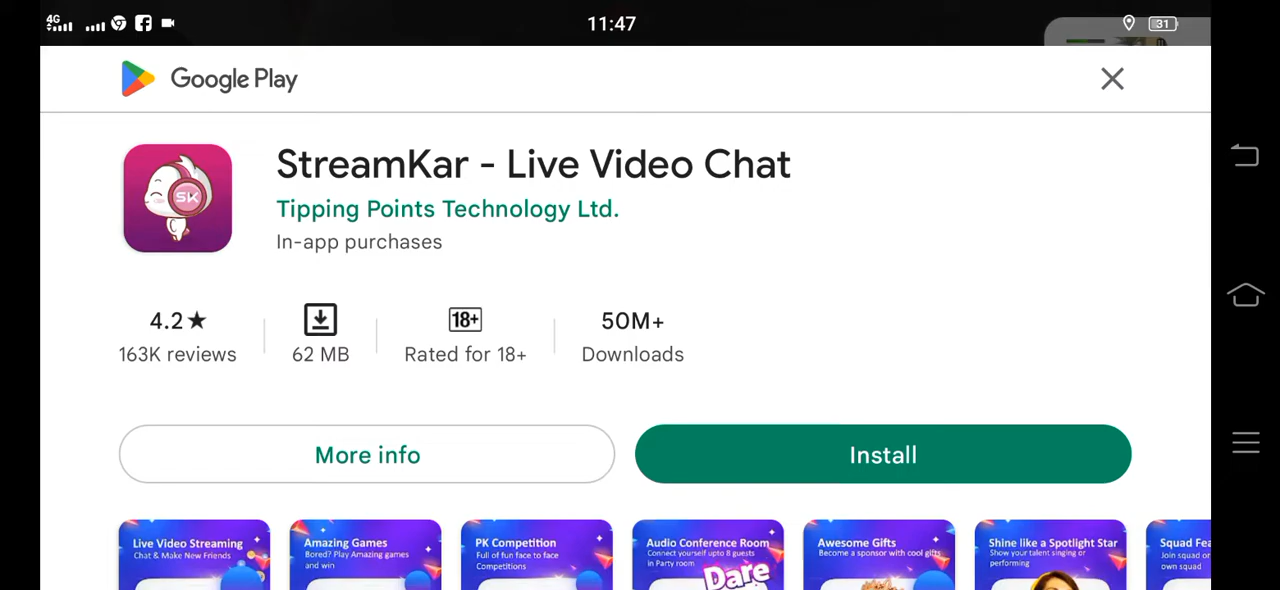 4G 11:47 31
Google Play
StreamKar - Live Video Chat
Tipping Points Technology Ltd.
In-app purchases
SK
4.2★ 18+ 50M+
163K reviews 62 MB Rated for 18+ Downloads
More info Install
Live Video Streaming
Chat & Make New Friends
Amazing Games
Bored? Play Amazing games
and win
PK Competition
Full of fun face to face
Competitions
Audio Conference Room
Connect yourself upto 8 guests
in Party room
Dare
Awesome Gifts
Become a sponsor with cool gifts
Shine like a Spotlight Star
Show your talent singing or
performing
Squad Fea
Join squad or
own squad